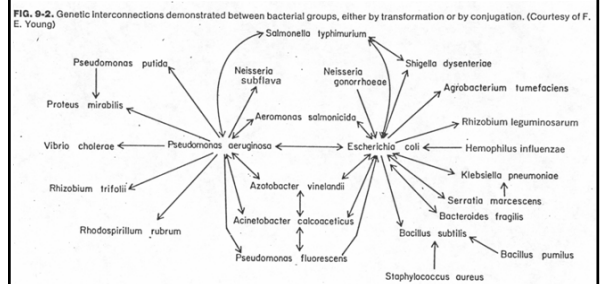 FIG. 9-2. Genetic Interconnections demonstrated between bacterial groups, either by transformation or by conjugation. (Courtesy of F.
E. Young)
Salmonella typhimurium
Pseudomonas putida
Neisseria
subflava
Neisseria
gonorrhoeae
Shigella dysenteriae
Agrobacterium tumefaciens
Proteus mirabilis
Aeromonas salmonicida
Rhizobium leguminosarum
Vibrio cholerae
Pseudomonas aeruginosa
Escherichia coli
Hemophilus influenzae
Klebsiella pneumoniae
Rhizobium trifolii
Azotobacter vinelandii
Serratia marcescens
Bacteroides fragilis
Acinetobacter calcoaceticus
Rhodospirillum rubrum
Bacillus subtilis
Pseudomonas fluorescens
Bacillus pumilus
Staphylococcus aureus